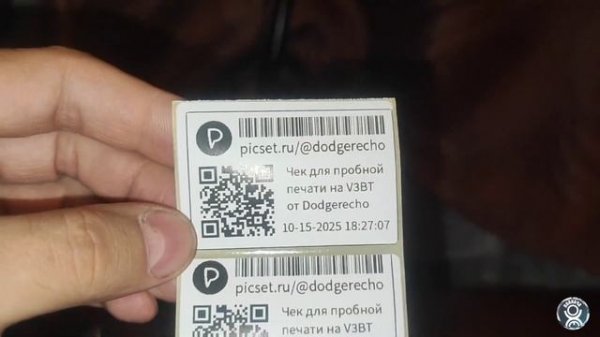 picset.ru/@dodgerecho
Чек для пробной
печати на V3BT
от Dodgerecho
10-15-2025 18:27:07
picset.ru/@dodgerecho
Чек для пробной
печати на V3BT